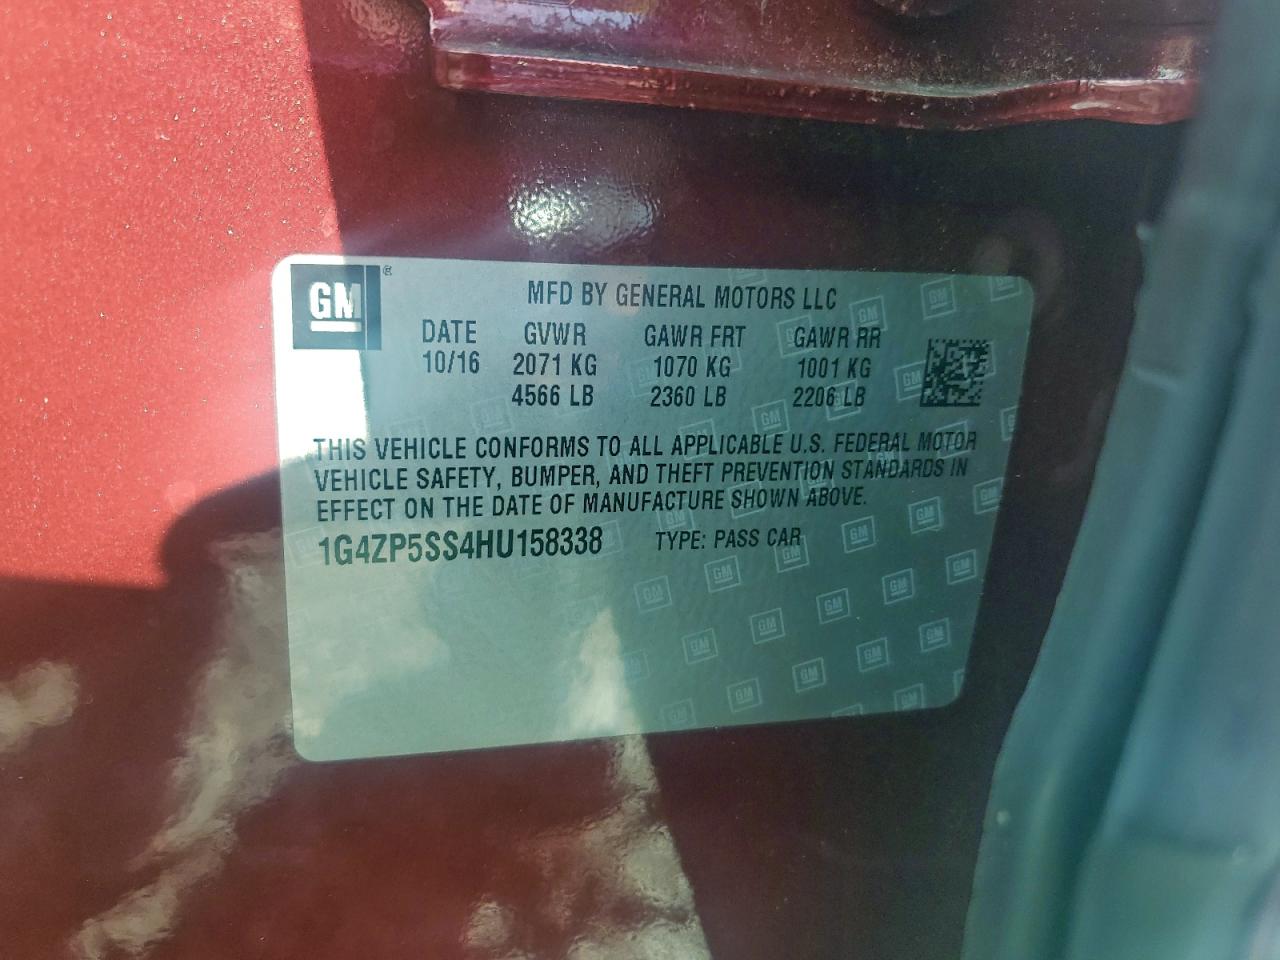 GM
MFD BY GENERAL MOTORS LLC
DATE GVWR GAWR FRT GAWR RR
10/16 2071 KG 1070 KG 1001 KG
4566 LB 2360 LB 2206 LB
THIS VEHICLE CONFORMS TO ALL APPLICABLE U.S. FEDERAL MOTOR
VEHICLE SAFETY, BUMPER, AND THEFT PREVENTION STANDARDS IN
EFFECT ON THE DATE OF MANUFACTURE SHOWN ABOVE.
1G4ZP5SS4HU158338 TYPE: PASS CAR